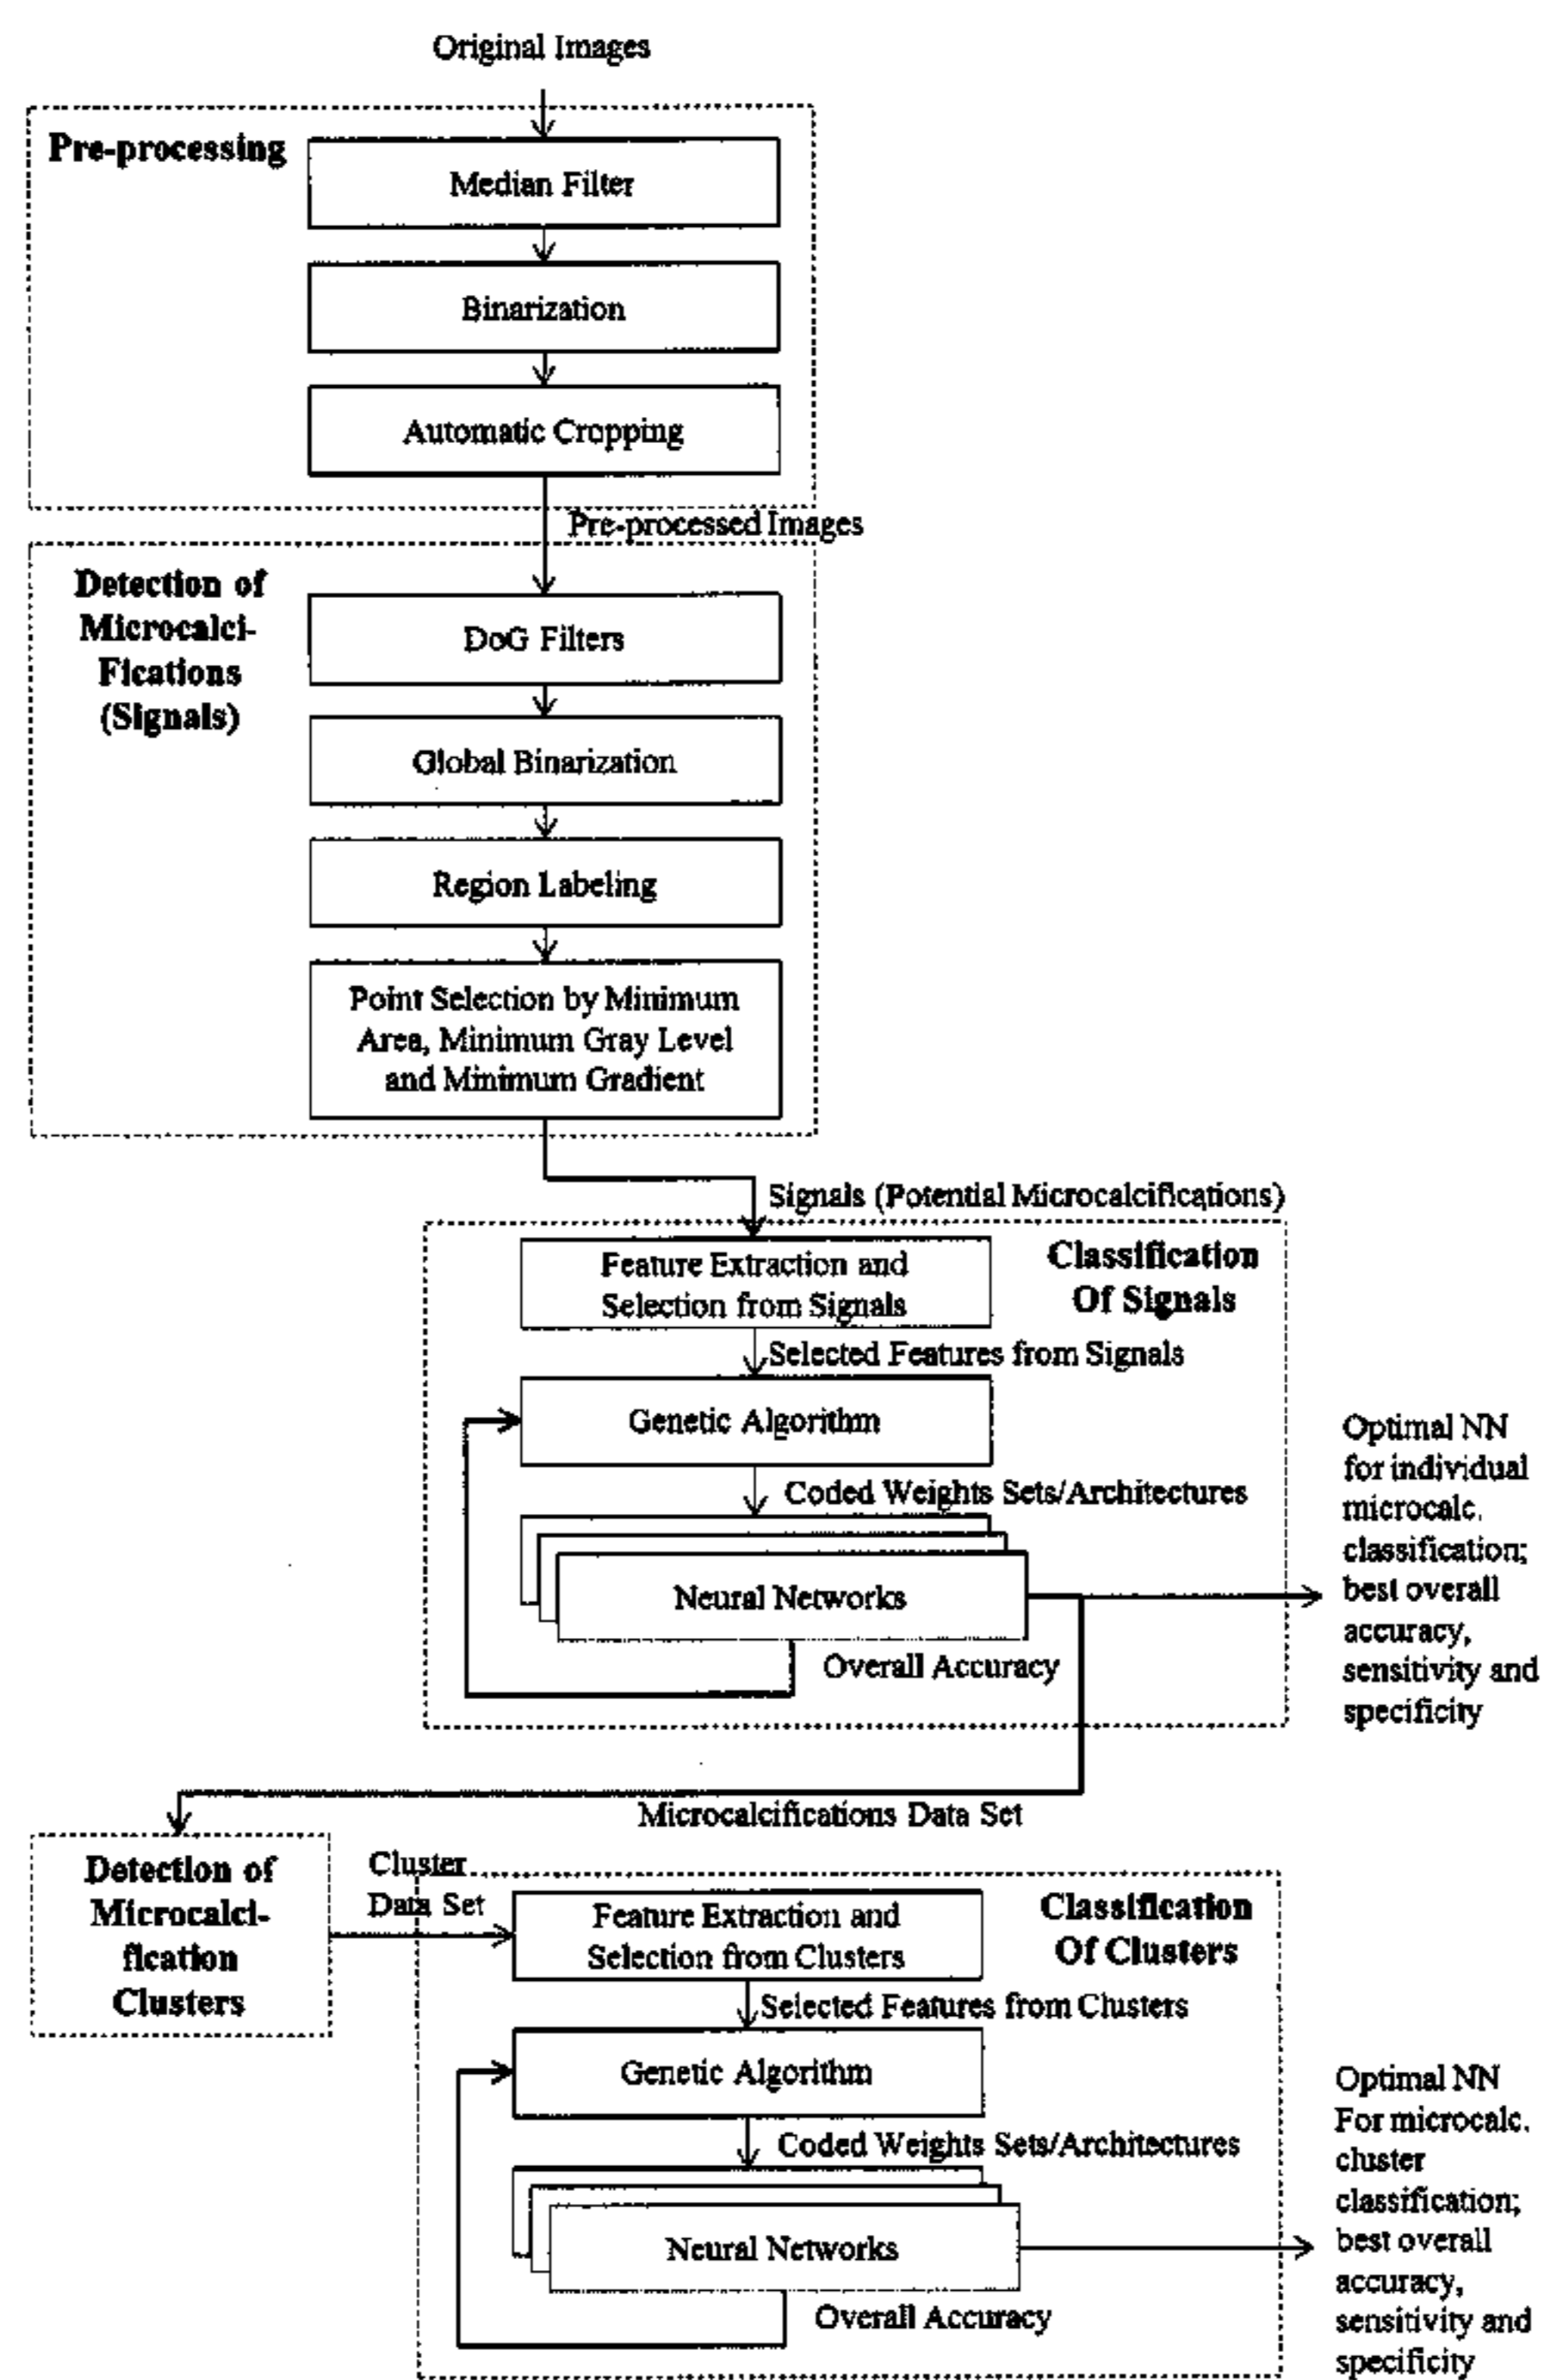 Original Images
Pre-processing
Median Filter
Binarization
Automatic Cropping
Pre-processed Images
Detection of
Microcalci-
Fications
(Signals)
DoG Filters
Global Binarization
Region Labeling
Point Selection by Minimum
Area, Minimum Gray Level
and Minimum Gradient
Signals (Potential Microcalcifications)
Feature Extraction and
Selection from Signals
Classification
Of Signals
Selected Features from Signals
Genetic Algorithm
Coded Weights Sets/Architectures
Neural Networks
Overall Accuracy
Optimal NN
for individual
microcalc.
classification;
best overall
accuracy,
sensitivity and
specificity
Microcalcifications Data Set
Detection of
Microcalci-
fication
Clusters
Cluster
Data Set
Feature Extraction and
Selection from Clusters
Classification
Of Clusters
Selected Features from Clusters
Genetic Algorithm
Coded Weights Sets/Architectures
Neural Networks
Overall Accuracy
Optimal NN
For microcalc.
cluster
classification;
best overall
accuracy,
sensitivity and
specificity